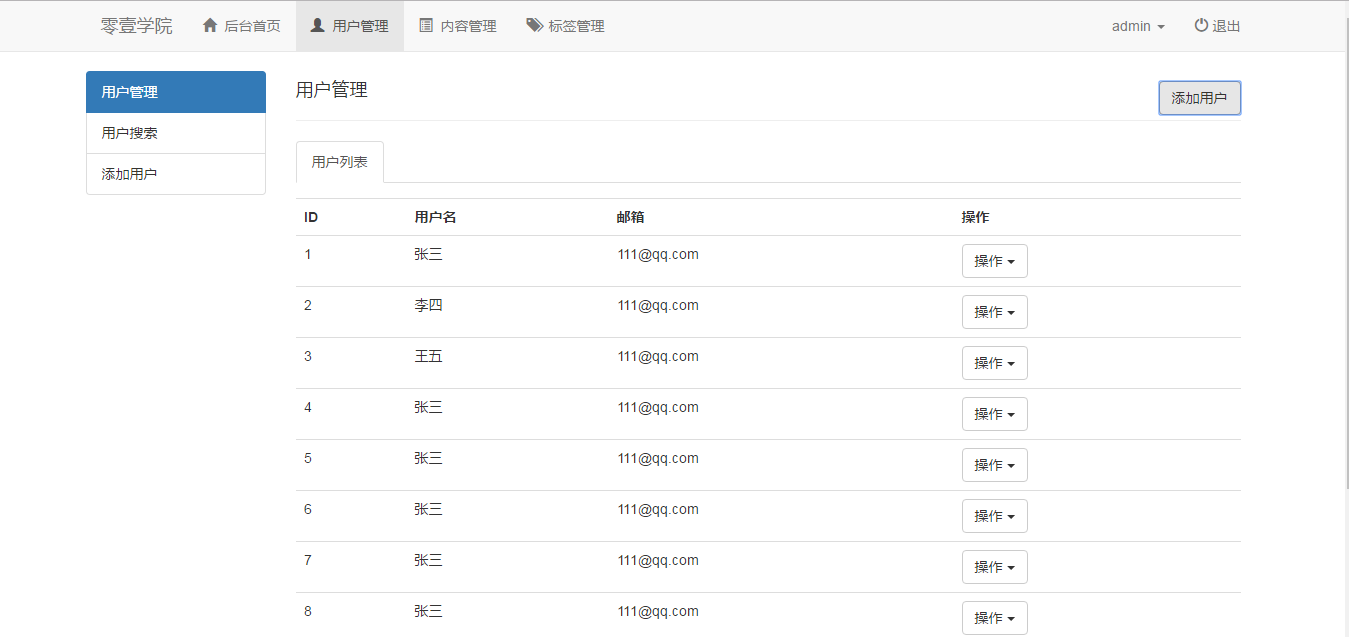 零壹学院 后台首页 用户管理 内容管理 标签管理 admin 退出
用户管理
用户搜索
添加用户
用户管理 添加用户
用户列表
ID 用户名 邮箱 操作
1 张三 111@qq.com 操作
2 李四 111@qq.com 操作
3 王五 111@qq.com 操作
4 张三 111@qq.com 操作
5 张三 111@qq.com 操作
6 张三 111@qq.com 操作
7 张三 111@qq.com 操作
8 张三 111@qq.com 操作